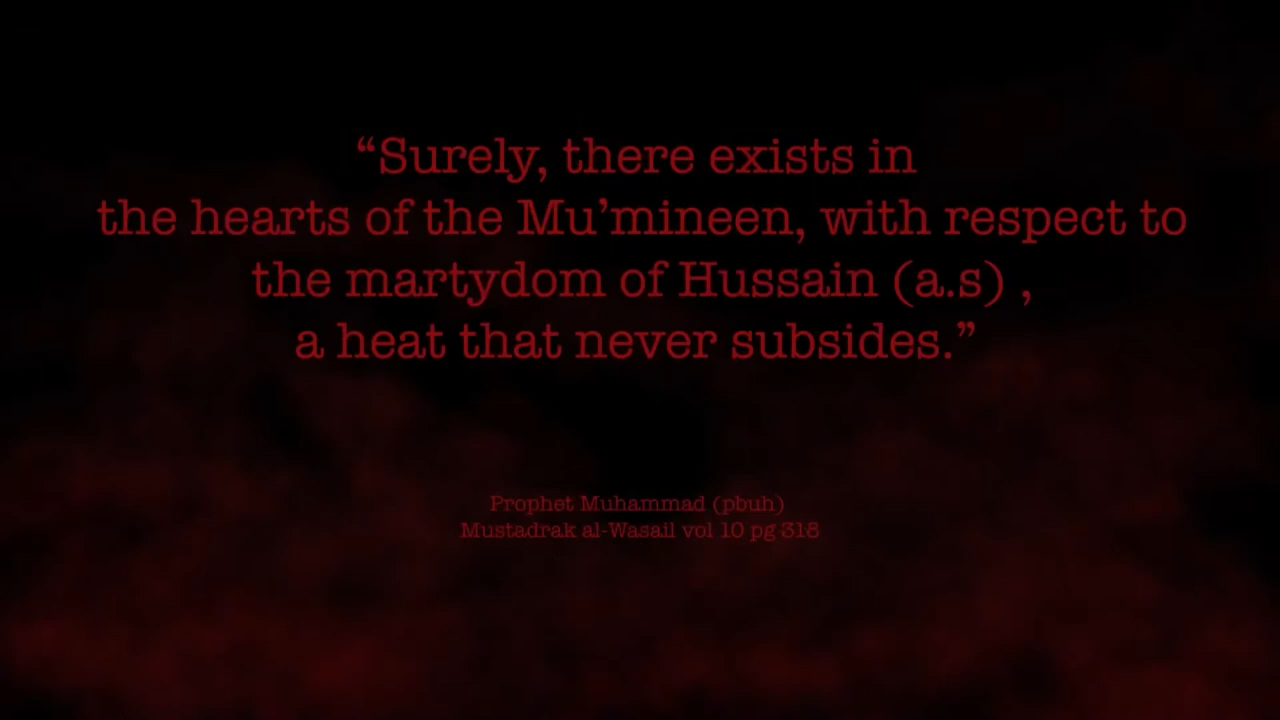 “Surely, there exists in
the hearts of the Mu’mineen, with respect to
the martydom of Hussain (a.s) ,
a heat that never subsides.”
Prophet Muhammad (pbuh)
Mustadrak al-Wasail vol 10 pg 318